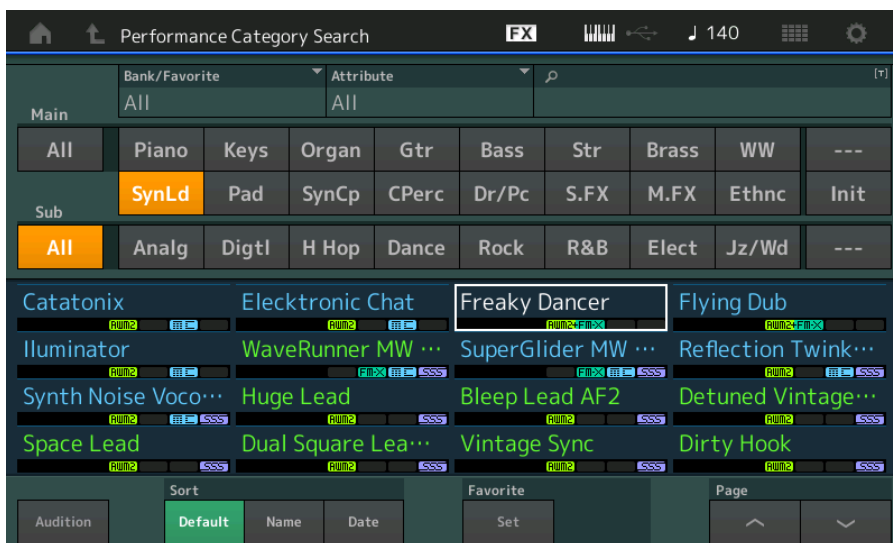 Performance Category Search FX ♩ 140
Bank/Favorite Attribute [T]
All All
Main
All Piano Keys Organ Gtr Bass Str Brass WW ---
SynLd Pad SynCp CPerc Dr/Pc S.FX M.FX Ethnc Init
Sub
All Analg Digtl H Hop Dance Rock R&B Elect Jz/Wd ---
Catatonix Elecktronic Chat Freaky Dancer Flying Dub
AWM2 AWM2 AWM2+FM-X AWM2+FM-X
Iluminator WaveRunner MW ··· SuperGlider MW ··· Reflection Twink···
AWM2 FM-X SSS FM-X SSS AWM2 SSS
Synth Noise Voco··· Huge Lead Bleep Lead AF2 Detuned Vintage···
AWM2 SSS AWM2 SSS AWM2 SSS AWM2 SSS
Space Lead Dual Square Lea··· Vintage Sync Dirty Hook
AWM2 SSS AWM2 SSS AWM2 SSS AWM2 SSS
Sort Favorite Page
Audition Default Name Date Set